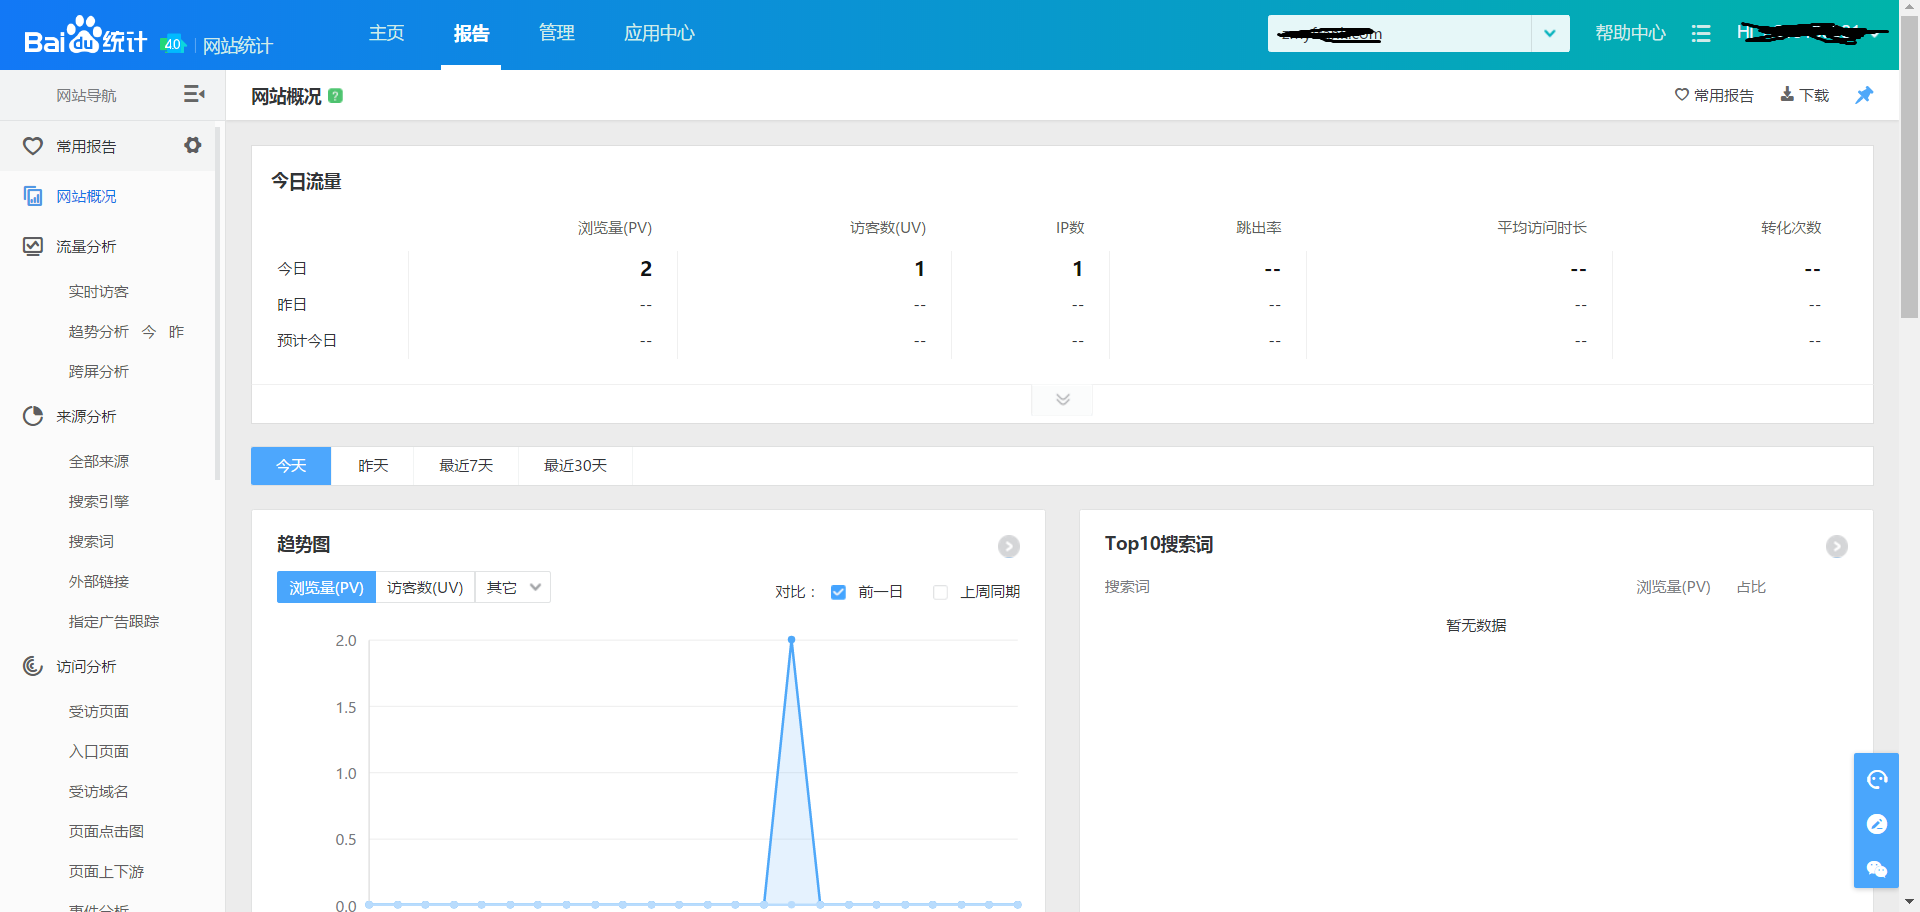 Baidu统计 4.0 网站统计
主页 报告 管理 应用中心
帮助中心
网站导航
网站概况 ?
常用报告 下载
常用报告
网站概况
流量分析
实时访客
趋势分析 今 昨
跨屏分析
来源分析
全部来源
搜索引擎
搜索词
外部链接
指定广告跟踪
访问分析
受访页面
入口页面
受访域名
页面点击图
页面上下游
事件分析
今日流量
浏览量(PV) 访客数(UV) IP数 跳出率 平均访问时长 转化次数
今日 2 1 1 -- -- --
昨日 -- -- -- -- -- --
预计今日 -- -- -- -- -- --
今天 昨天 最近7天 最近30天
趋势图
浏览量(PV) 访客数(UV) 其它
对比： 前一日 上周同期
2.0
1.5
1.0
0.5
0.0
Top10搜索词
搜索词 浏览量(PV) 占比
暂无数据